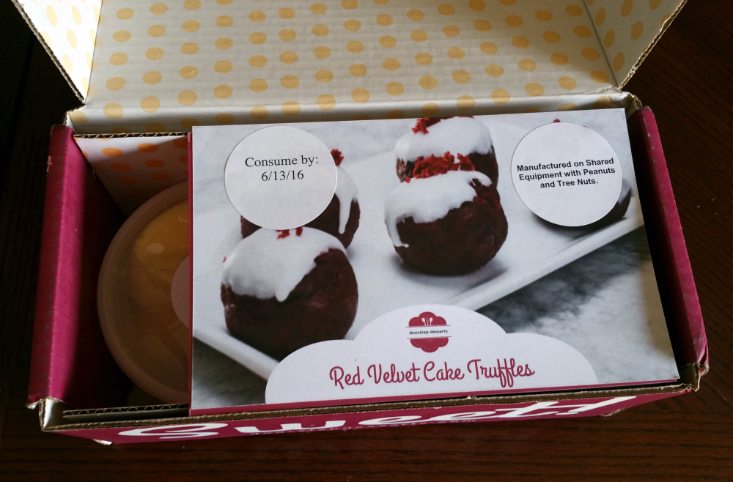 Consume by:
6/13/16
Manufactured on Shared
Equipment with Peanuts
and Tree Nuts.
doorstep desserts
Red Velvet Cake Truffles
Sweet!